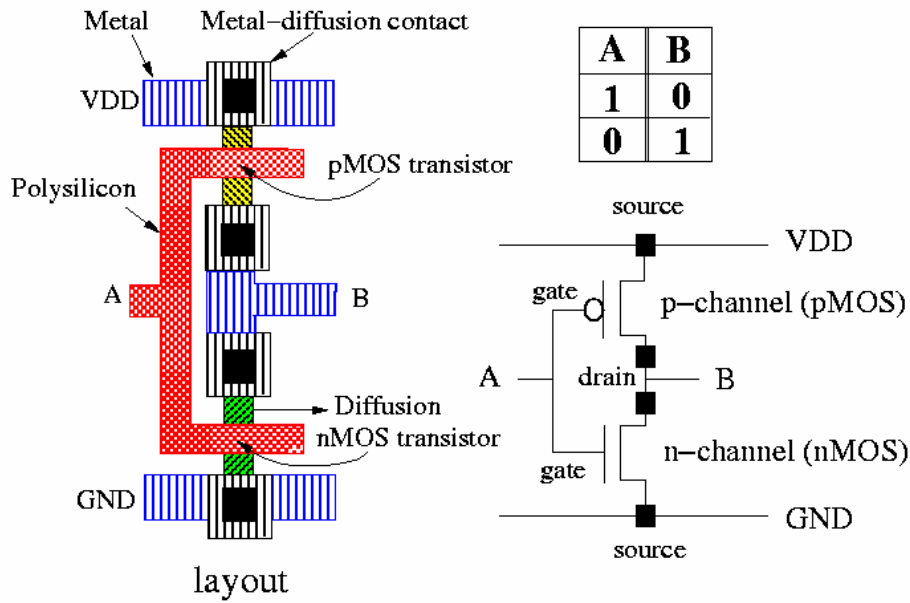 Metal
Metal-diffusion contact
VDD
pMOS transistor
Polysilicon
A
B
Diffusion
nMOS transistor
GND
layout
A B
1 0
0 1
source
VDD
gate
p-channel (pMOS)
A
drain
B
n-channel (nMOS)
gate
GND
source